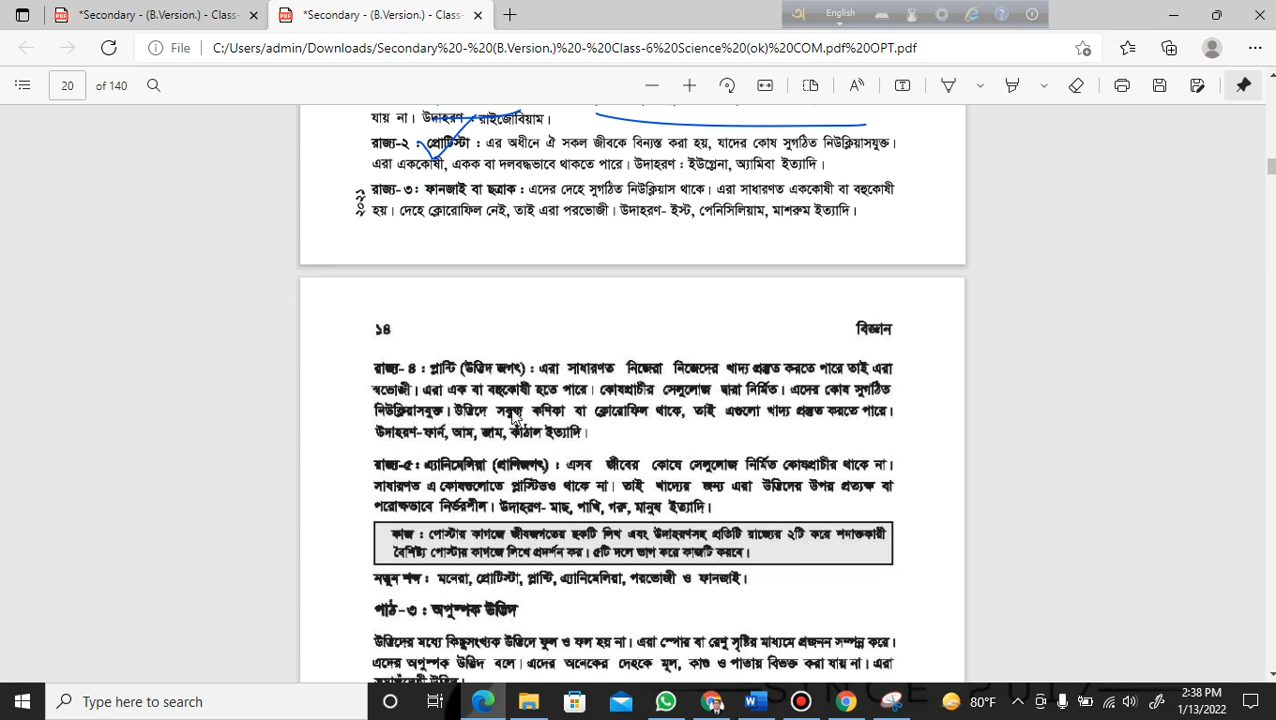 *Secondary - (B.Version.) - Class-
*Secondary - (B.Version.) - Class-
English
File
C:/Users/admin/Downloads/Secondary%20-%20(B.Version.)%20-%20Class-6%20Science%20(ok)%20COM.pdf%20OPT.pdf
20 of 140
যায় না। উদাহরণ : রাইজোবিয়াম।
রাজ্য-২ : প্রোটিস্টা : এর অধীনে ঐ সকল জীবকে বিন্যস্ত করা হয়, যাদের কোষ সুগঠিত নিউক্লিয়াসযুক্ত।
এরা এককোষী, একক বা দলবদ্ধভাবে থাকতে পারে। উদাহরণ : ইউগ্লেনা, অ্যামিবা ইত্যাদি।
রাজ্য- ৩ : ফানজাই বা ছত্রাক : এদের দেহে সুগঠিত নিউক্লিয়াস থাকে। এরা সাধারণত এককোষী বা বহুকোষী
হয়। দেহে ক্লোরোফিল নেই, তাই এরা পরভোজী। উদাহরণ- ইস্ট, পেনিসিলিয়াম, মাশরুম ইত্যাদি।
২০২১
১৪
বিজ্ঞান
রাজ্য- ৪ : প্লান্টি (উদ্ভিদ জগৎ) : এরা সাধারণত নিজেরা নিজেদের খাদ্য প্রস্তুত করতে পারে তাই এরা
স্বভোজী। এরা এক বা বহুকোষী হতে পারে। কোষপ্রাচীর সেলুলোজ দ্বারা নির্মিত। এদের কোষ সুগঠিত
নিউক্লিয়াসযুক্ত। উদ্ভিদে সবুজ কণিকা বা ক্লোরোফিল থাকে, তাই এগুলো খাদ্য প্রস্তুত করতে পারে।
উদাহরণ-ফার্ন, আম, জাম, কাঁঠাল ইত্যাদি।
রাজ্য-৫ : এ্যানিমেলিয়া (প্রাণিজগৎ) : এসব জীবের কোষে সেলুলোজ নির্মিত কোষপ্রাচীর থাকে না।
সাধারণত এ কোষগুলোতে প্লাস্টিডও থাকে না। তাই খাদ্যের জন্য এরা উদ্ভিদের উপর প্রত্যক্ষ বা
পরোক্ষভাবে নির্ভরশীল। উদাহরণ- মাছ, পাখি, গরু, মানুষ ইত্যাদি।
কাজ : পোস্টার কাগজে জীবজগতের ছকটি লিখ এবং উদাহরণসহ প্রতিটি রাজ্যের ২টি করে শনাক্তকারী
বৈশিষ্ট্য পোস্টার কাগজে লিখে প্রদর্শন কর। ৫টি দলে ভাগ করে কাজটি করবে।
নতুন শব্দ : মনেরা, প্রোটিস্টা, প্লান্টি, এ্যানিমেলিয়া, পরভোজী ও ফানজাই।
পাঠ-৩ : অপুষ্পক উদ্ভিদ
উদ্ভিদের মধ্যে কিছুসংখ্যক উদ্ভিদে ফুল ও ফল হয় না। এরা স্পোর বা রেণু সৃষ্টির মাধ্যমে প্রজনন সম্পন্ন করে।
এদের অপুষ্পক উদ্ভিদ বলে। এদের অনেকের দেহকে মূল, কাণ্ড ও পাতায় বিভক্ত করা যায় না। এরা
Type here to search
80°F
2:38 PM
1/13/2022